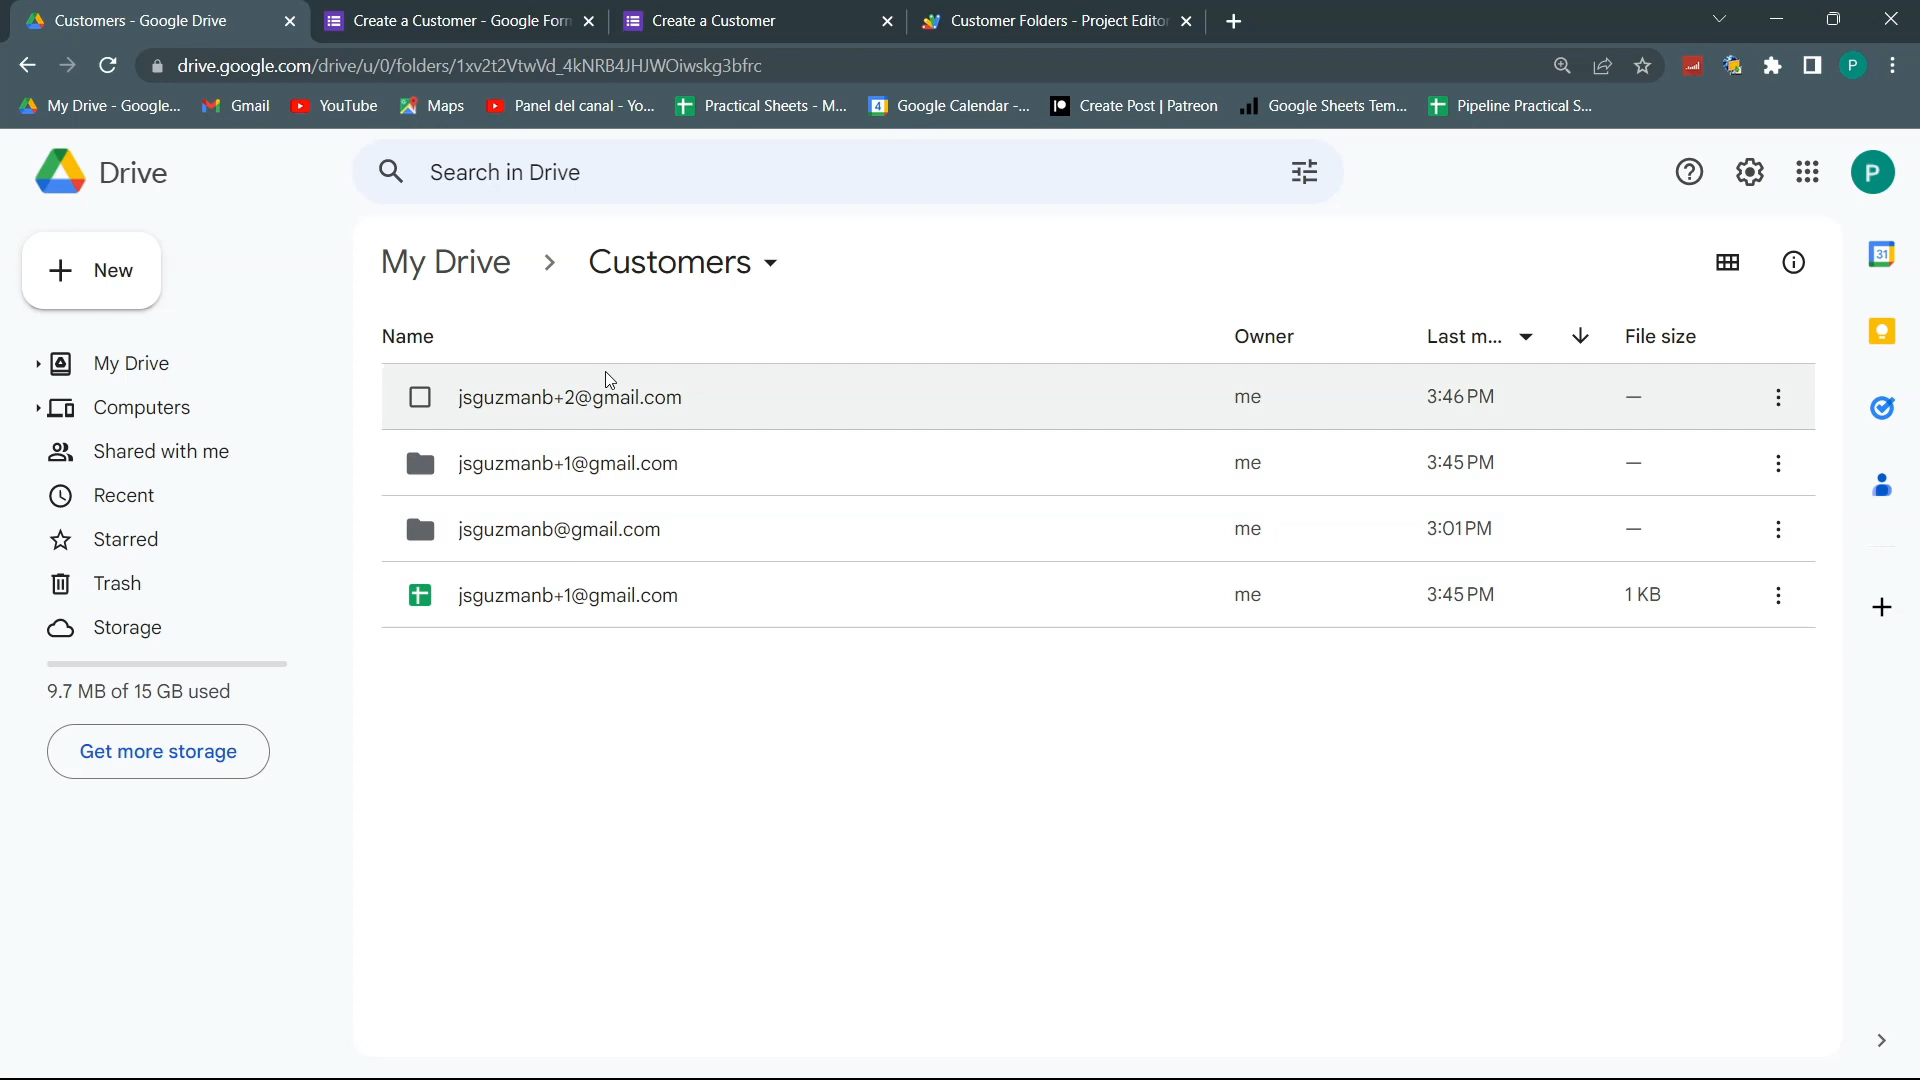 Customers - Google Drive
Create a Customer - Google Form
Create a Customer
Customer Folders - Project Editor
drive.google.com/drive/u/0/folders/1xv2t2VtwVd_4kNRB4JHJWOiwskg3bfrc
P
My Drive - Google...
Gmail
YouTube
Maps
Panel del canal - Yo...
Practical Sheets - M...
4
Google Calendar -...
Create Post | Patreon
Google Sheets Tem...
Pipeline Practical S...
Drive
Search in Drive
P
New
My Drive
Computers
Shared with me
Recent
Starred
Trash
Storage
9.7 MB of 15 GB used
Get more storage
My Drive > Customers
Name Owner Last m... File size
jsguzmanb+2@gmail.com me 3:46 PM —
jsguzmanb+1@gmail.com me 3:45 PM —
jsguzmanb@gmail.com me 3:01 PM —
jsguzmanb+1@gmail.com me 3:45 PM 1 KB
31